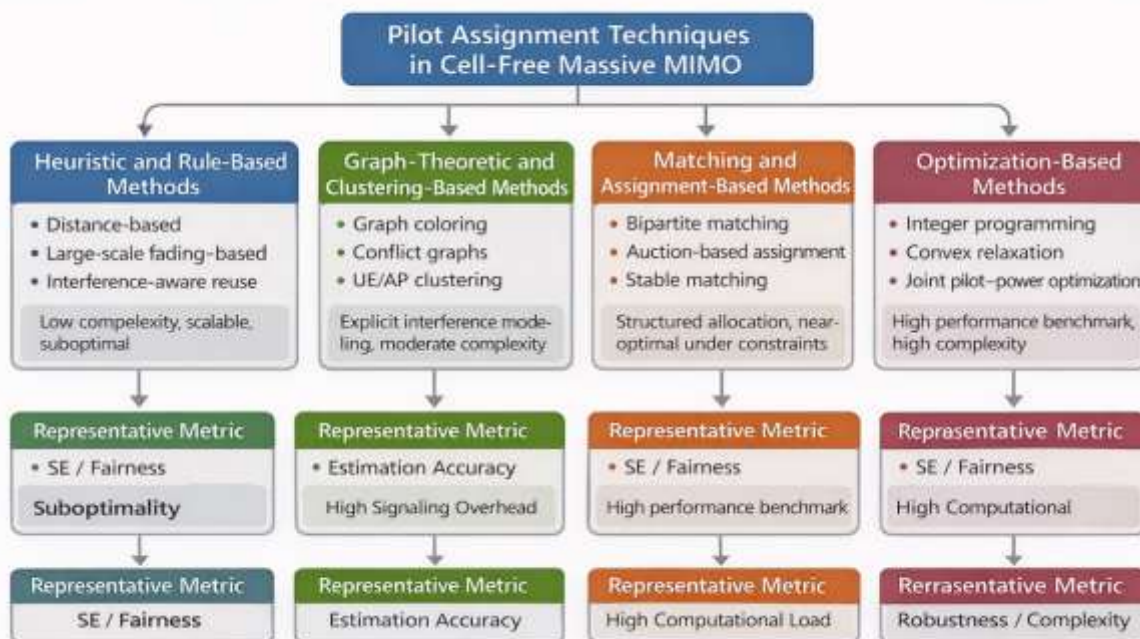 Pilot Assignment Techniques
in Cell-Free Massive MIMO
Heuristic and Rule-Based
Methods
• Distance-based
• Large-scale fading-based
• Interference-aware reuse
Low compelexity, scalable,
suboptimal
Graph-Theoretic and
Clustering-Based Methods
• Graph coloring
• Conflict graphs
• UE/AP clustering
Explicit interference mode-
ling, moderate complexity
Matching and
Assignment-Based Methods
• Bipartite matching
• Auction-based assignment
• Stable matching
Structured allocation, near-
optimal under constraints
Optimization-Based
Methods
• Integer programming
• Convex relaxation
• Joint pilot–power optimization
High performance benchmark,
high complexity
Representative Metric
• SE / Fairness
Suboptimality
Representative Metric
• Estimation Accuracy
High Signaling Overhead
Representative Metric
• SE / Fairness
High performance benchmark
Reprasentative Metric
• SE / Fairness
High Computational
Representative Metric
SE / Fairness
Representative Metric
Estimation Accuracy
Representative Metric
High Computational Load
Rerrasentative Metric
Robustness / Complexity